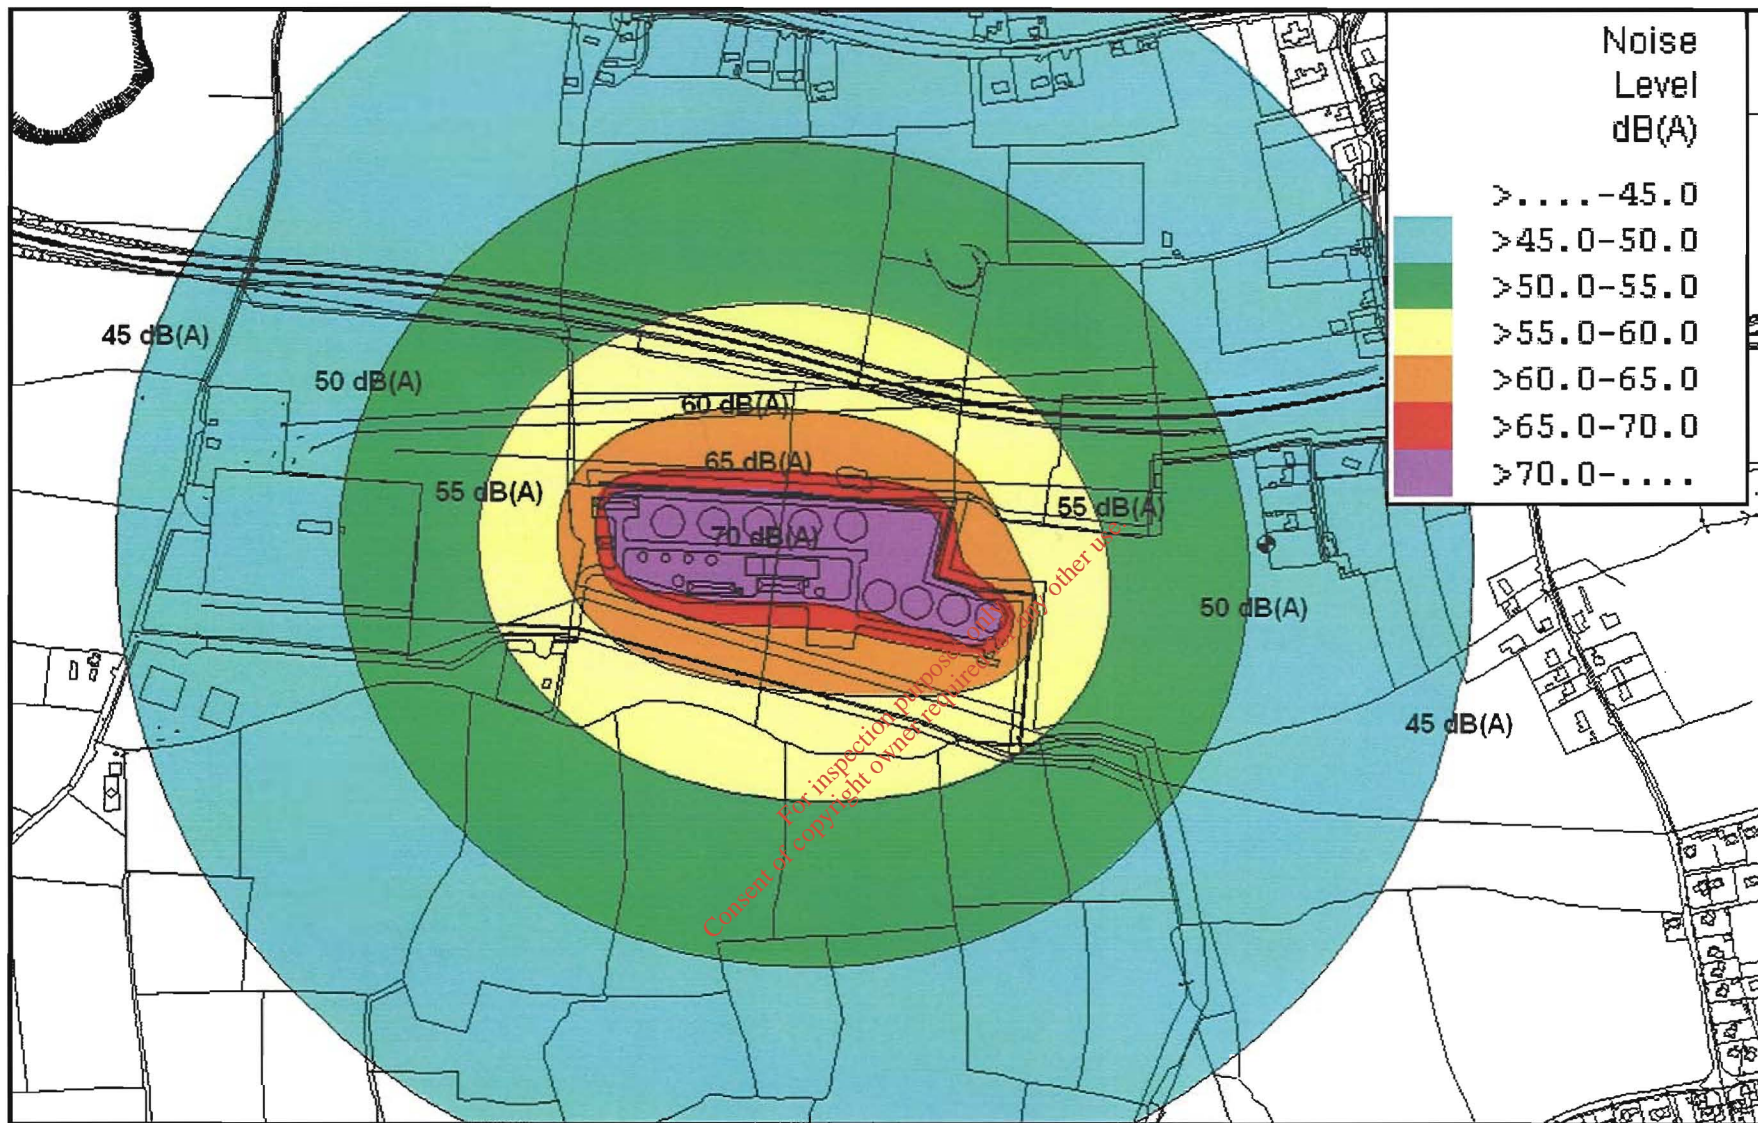 Noise
Level
dB(A)
>....-45.0
>45.0-50.0
>50.0-55.0
>55.0-60.0
>60.0-65.0
>65.0-70.0
>70.0-....
45 dB(A)
50 dB(A)
60 dB(A)
65 dB(A)
55 dB(A)
55 dB(A)
70 dB(A)
50 dB(A)
45 dB(A)
For inspection purposes only.
Consent of copyright owner required for any other use.